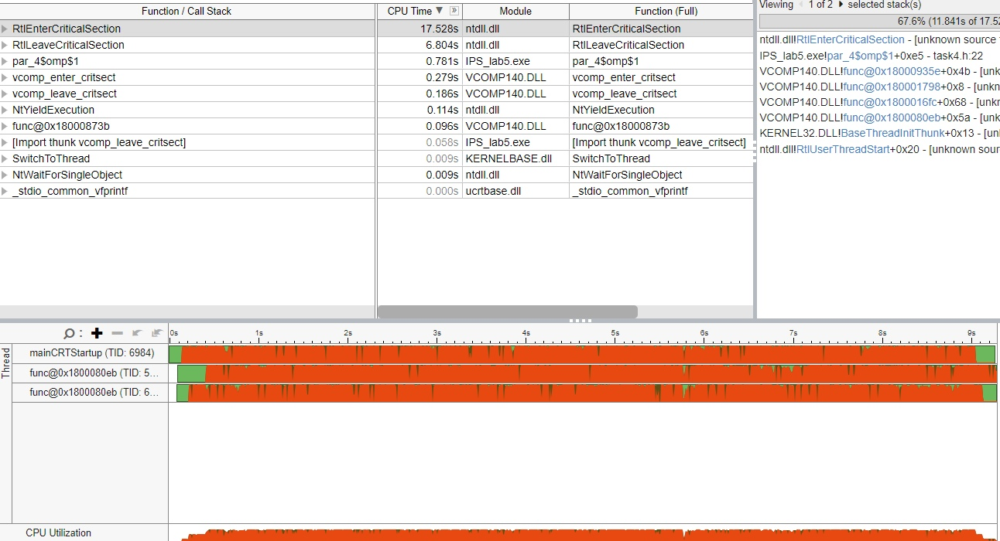 Function / Call Stack CPU Time ▼ Module Function (Full)
RtlEnterCriticalSection 17.528s ntdll.dll RtlEnterCriticalSection
RtlLeaveCriticalSection 6.804s ntdll.dll RtlLeaveCriticalSection
par_4$omp$1 0.781s IPS_lab5.exe par_4$omp$1
vcomp_enter_critsect 0.279s VCOMP140.DLL vcomp_enter_critsect
vcomp_leave_critsect 0.186s VCOMP140.DLL vcomp_leave_critsect
NtYieldExecution 0.114s ntdll.dll NtYieldExecution
func@0x18000873b 0.096s VCOMP140.DLL func@0x18000873b
[Import thunk vcomp_leave_critsect] 0.058s IPS_lab5.exe [Import thunk vcomp_leave_critsect]
SwitchToThread 0.009s KERNELBASE.dll SwitchToThread
NtWaitForSingleObject 0.009s ntdll.dll NtWaitForSingleObject
_stdio_common_vfprintf 0.000s ucrtbase.dll _stdio_common_vfprintf
Viewing 1 of 2 selected stack(s)
67.6% (11.841s of 17.52
ntdll.dll!RtlEnterCriticalSection - [unknown source
IPS_lab5.exe!par_4$omp$1+0xe5 - task4.h:22
VCOMP140.DLL!func@0x18000935e+0x4b - [unk
VCOMP140.DLL!func@0x180001798+0x8 - [unkn
VCOMP140.DLL!func@0x1800016fc+0x68 - [unkn
VCOMP140.DLL!func@0x1800080eb+0x5a - [unk
KERNEL32.DLL!BaseThreadInitThunk+0x13 - [un
ntdll.dll!RtlUserThreadStart+0x20 - [unknown sour
0s 1s 2s 3s 4s 5s 6s 7s 8s 9s
Thread
mainCRTStartup (TID: 6984)
func@0x1800080eb (TID: 5...
func@0x1800080eb (TID: 6...
CPU Utilization